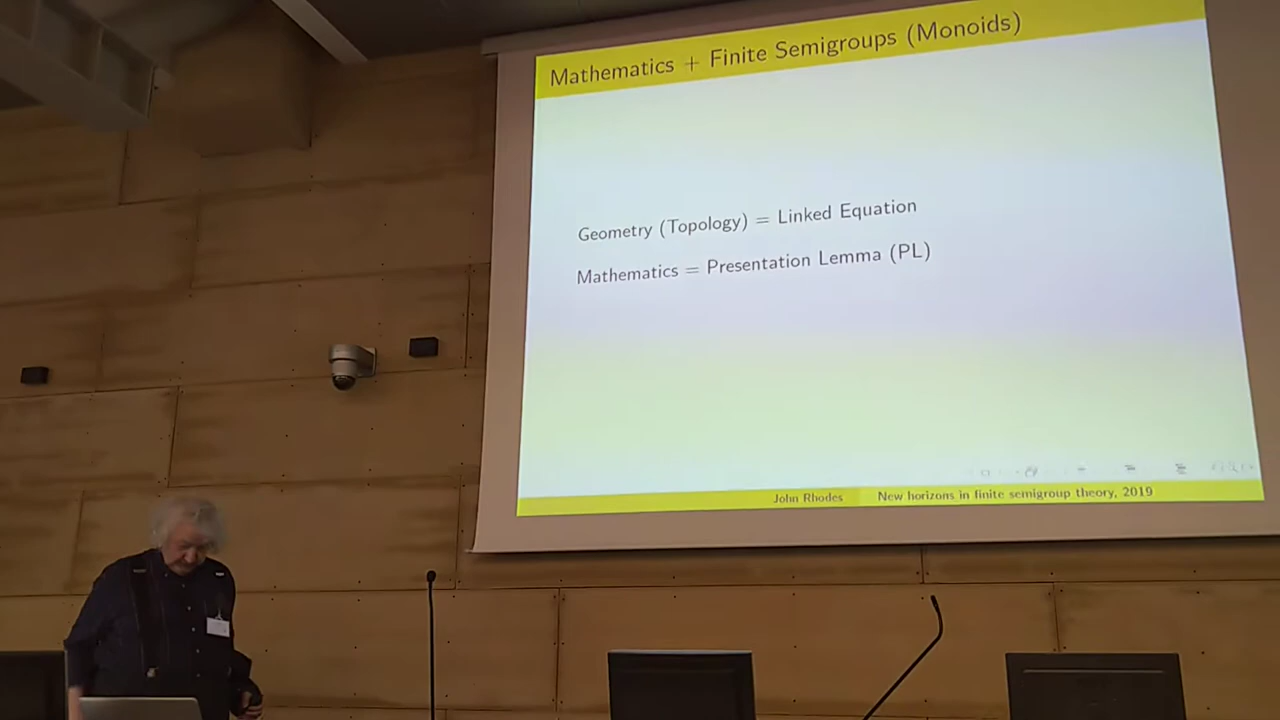 Mathematics + Finite Semigroups (Monoids)
Geometry (Topology) = Linked Equation
Mathematics = Presentation Lemma (PL)
John Rhodes New horizons in finite semigroup theory, 2019